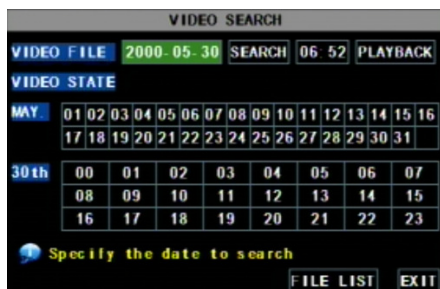 VIDEO SEARCH
VIDEO FILE 2000-05-30 SEARCH 06:52 PLAYBACK
VIDEO STATE
MAY. 01 02 03 04 05 06 07 08 09 10 11 12 13 14 15 16
17 18 19 20 21 22 23 24 25 26 27 28 29 30 31
30th 00 01 02 03 04 05 06 07
08 09 10 11 12 13 14 15
16 17 18 19 20 21 22 23
Specify the date to search
FILE LIST EXIT